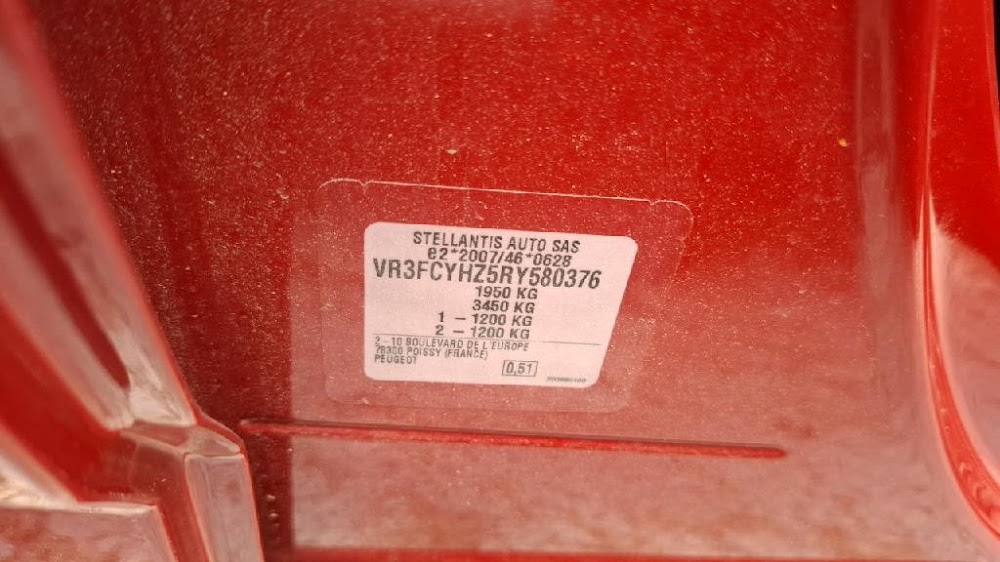 STELLANTIS AUTO SAS
e2*2007/46*0628
VR3FCYHZ5RY580376
1950 KG
3450 KG
1 - 1200 KG
2 - 1200 KG
2 - 10 BOULEVARD DE L'EUROPE
78300 POISSY (FRANCE)
PEUGEOT
0,51